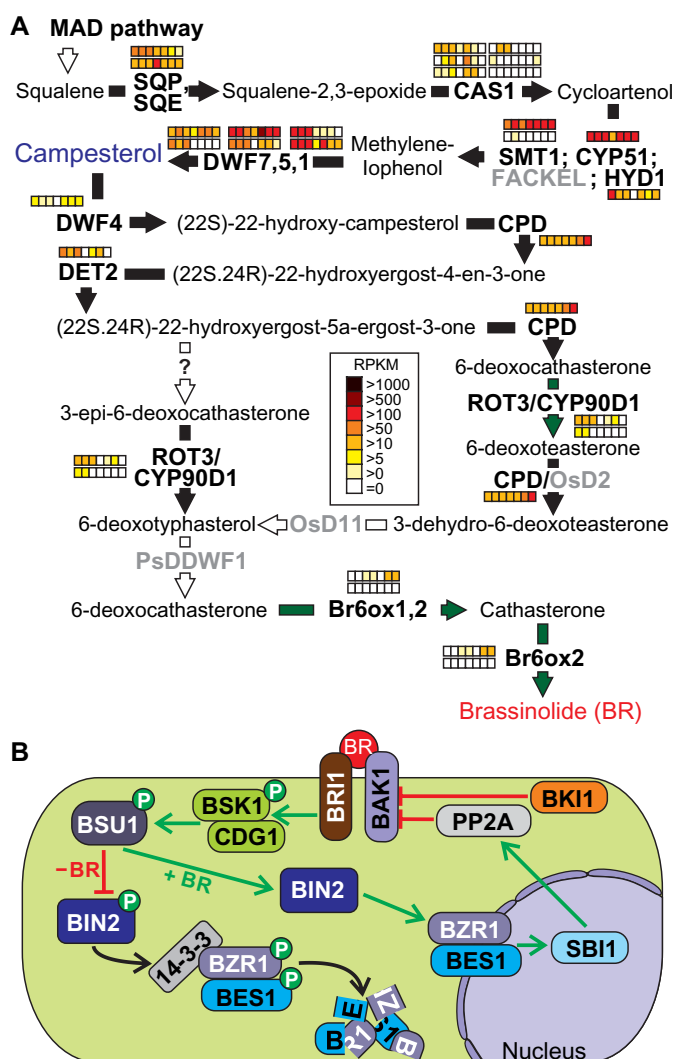 A
MAD pathway
Squalene
SQP,
SQE
Squalene-2,3-epoxide
CAS1
Cycloartenol
Campesterol
DWF7,5,1
Methylene-
lophenol
SMT1; CYP51;
FACKEL ; HYD1
DWF4
(22S)-22-hydroxy-campesterol
CPD
DET2
(22S.24R)-22-hydroxyergost-4-en-3-one
(22S.24R)-22-hydroxyergost-5a-ergost-3-one
CPD
?
RPKM
>1000
>500
>100
>50
>10
>5
>0
=0
6-deoxocathasterone
ROT3/CYP90D1
3-epi-6-deoxocathasterone
6-deoxoteasterone
ROT3/
CYP90D1
CPD/OsD2
6-deoxotyphasterol
OsD11
3-dehydro-6-deoxoteasterone
PsDDWF1
6-deoxocathasterone
Br6ox1,2
Cathasterone
Br6ox2
Brassinolide (BR)
B
BR
BRI1
BAK1
BKI1
PP2A
BSK1
P
CDG1
BSU1
P
–BR
+ BR
BIN2
P
BIN2
BZR1
BES1
SBI1
14-3-3
BZR1
P
BES1
P
E
ZI
B
R1
S1
B
Nucleus